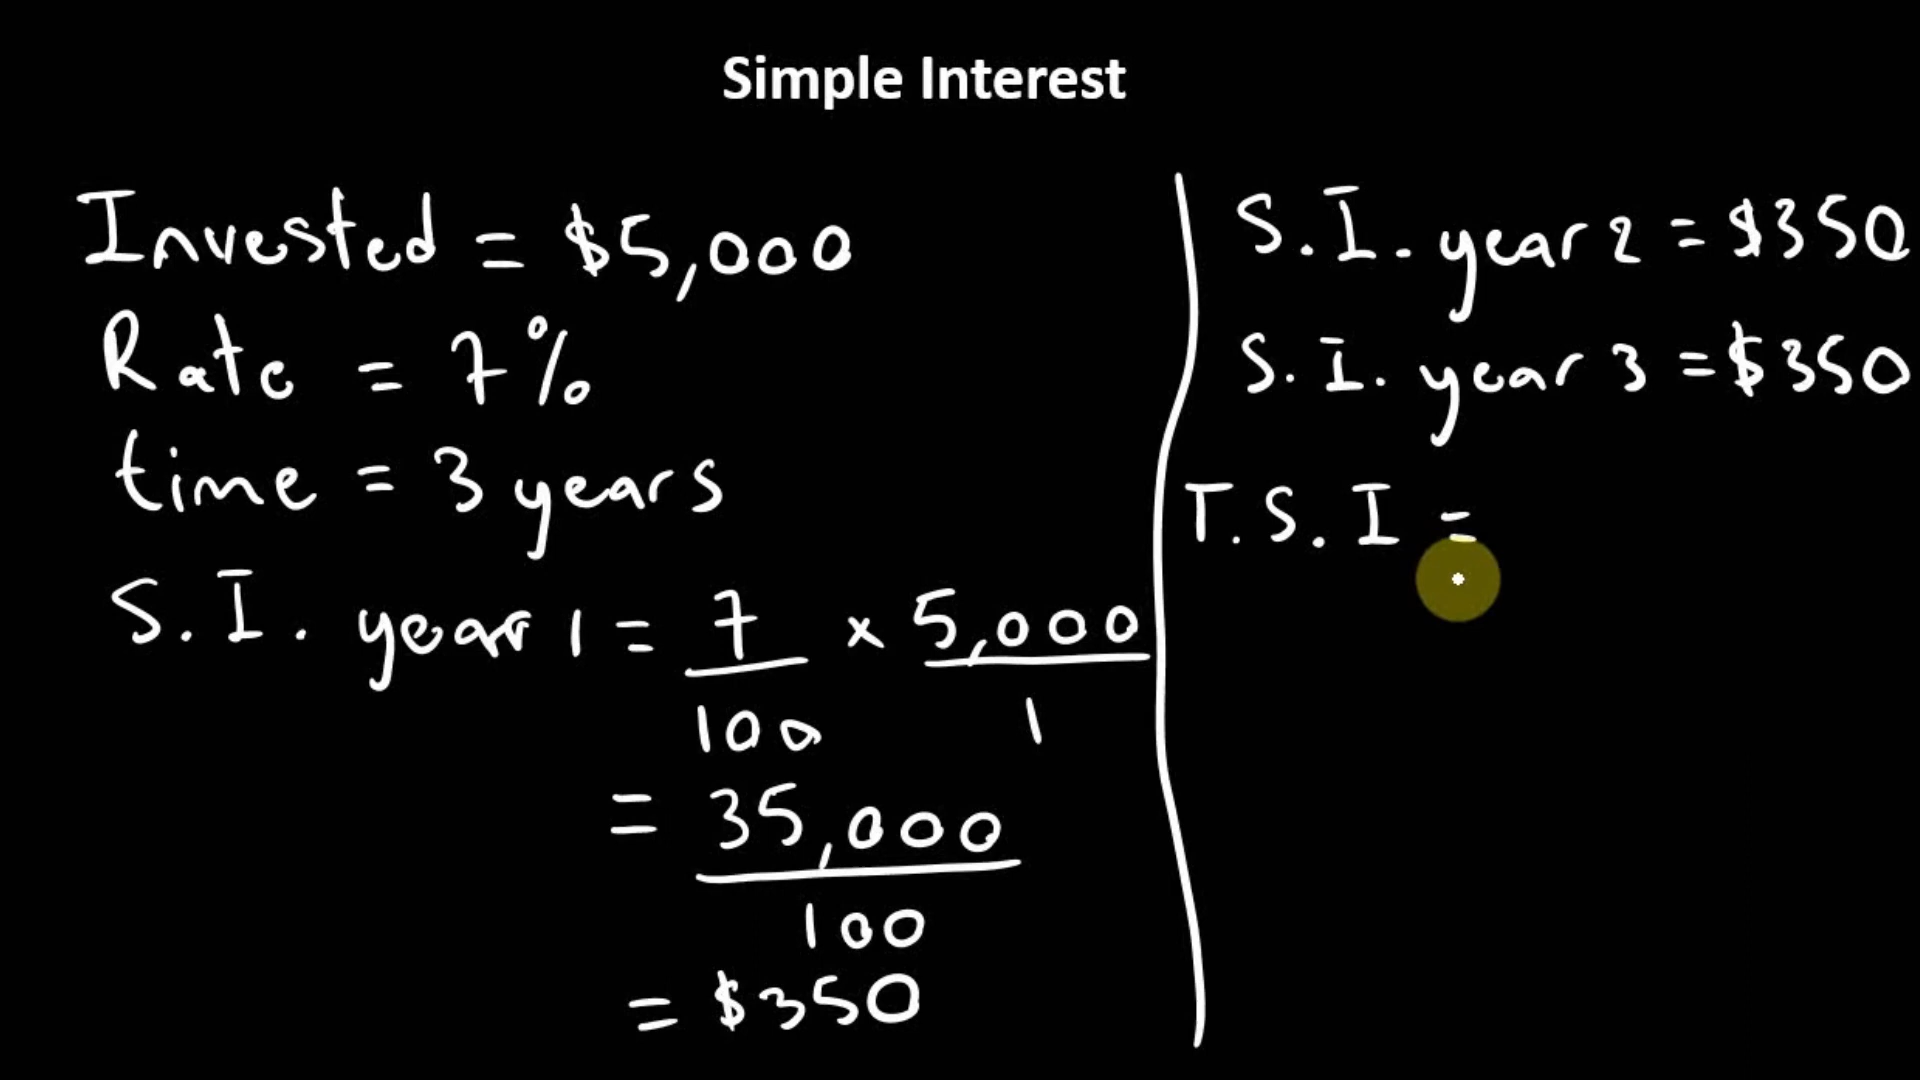 Simple Interest
Invested = $5,000
Rate = 7%
time = 3 years
S.I. year 1 = 7 x 5,000
100 1
= 35,000
100
= $350
S.I. year 2 = $350
S.I. year 3 = $350
T.S.I =